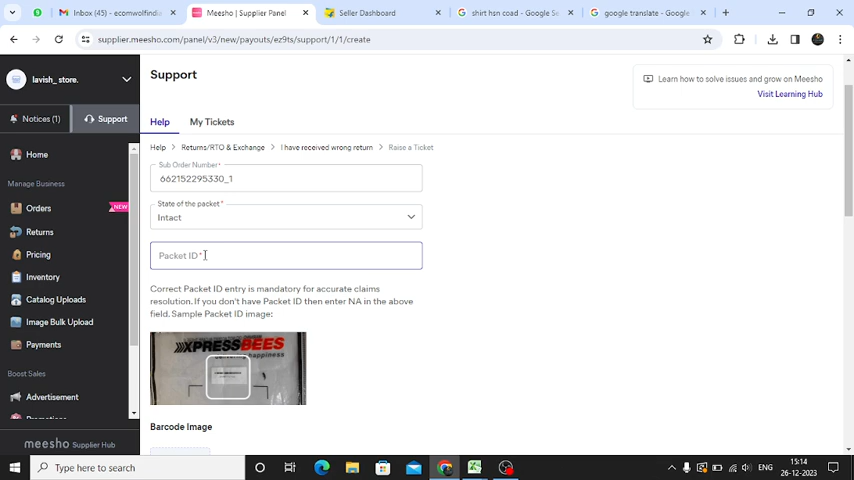 Inbox (45) - ecomwolfindia
Meesho | Supplier Panel
Seller Dashboard
shirt hsn coad - Google Se
google translate - Google
supplier.meesho.com/panel/v3/new/payouts/ez9ts/support/1/1/create
lavish_store.
Support
Learn how to solve issues and grow on Meesho
Visit Learning Hub
Notices (1)
Support
Help
My Tickets
Help > Returns/RTO & Exchange > I have received wrong return > Raise a Ticket
Home
Manage Business
Orders
NEW
Returns
Pricing
Inventory
Catalog Uploads
Image Bulk Upload
Payments
Boost Sales
Advertisement
Promotions
meesho Supplier Hub
Sub Order Number*
662152295330_1
State of the packet*
Intact
Packet ID*
Correct Packet ID entry is mandatory for accurate claims
resolution. If you don't have Packet ID then enter NA in the above
field. Sample Packet ID image:
XPRESSBEES
Delivering happiness
Barcode Image
Type here to search
ENG
15:14
26-12-2023